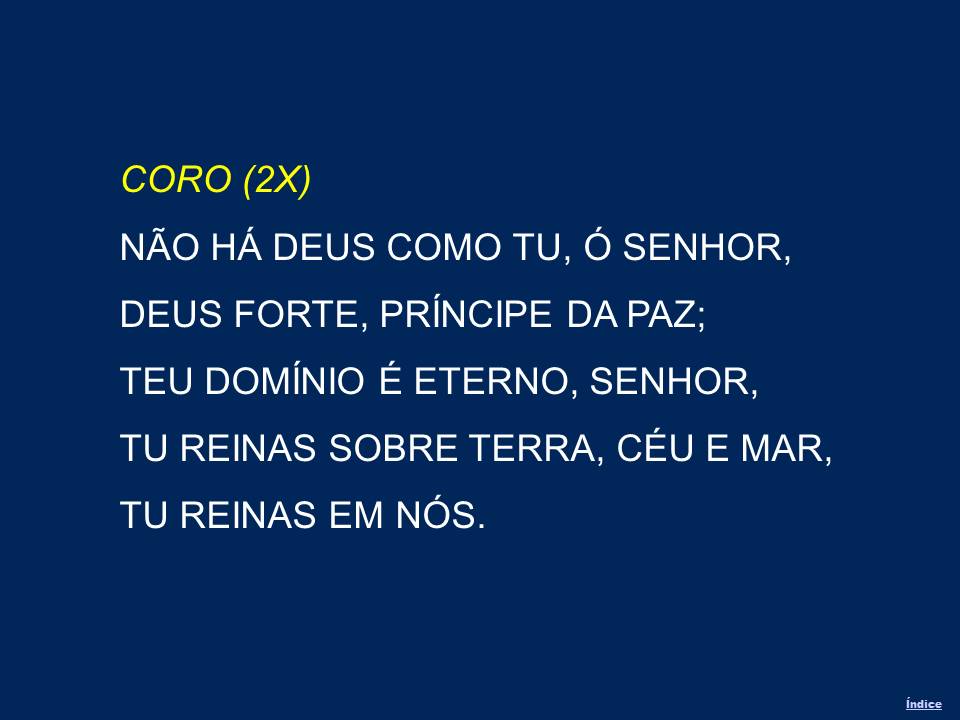 CORO (2X)
NÃO HÁ DEUS COMO TU, Ó SENHOR,
DEUS FORTE, PRÍNCIPE DA PAZ;
TEU DOMÍNIO É ETERNO, SENHOR,
TU REINAS SOBRE TERRA, CÉU E MAR,
TU REINAS EM NÓS.
Índice